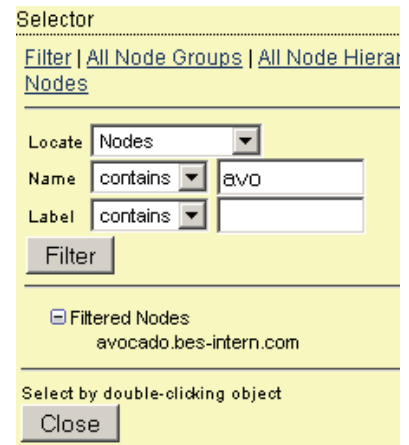 Selector
Filter | All Node Groups | All Node Hierar
Nodes
Locate Nodes
Name contains avo
Label contains
Filter
Filtered Nodes
avocado.bes-intern.com
Select by double-clicking object
Close